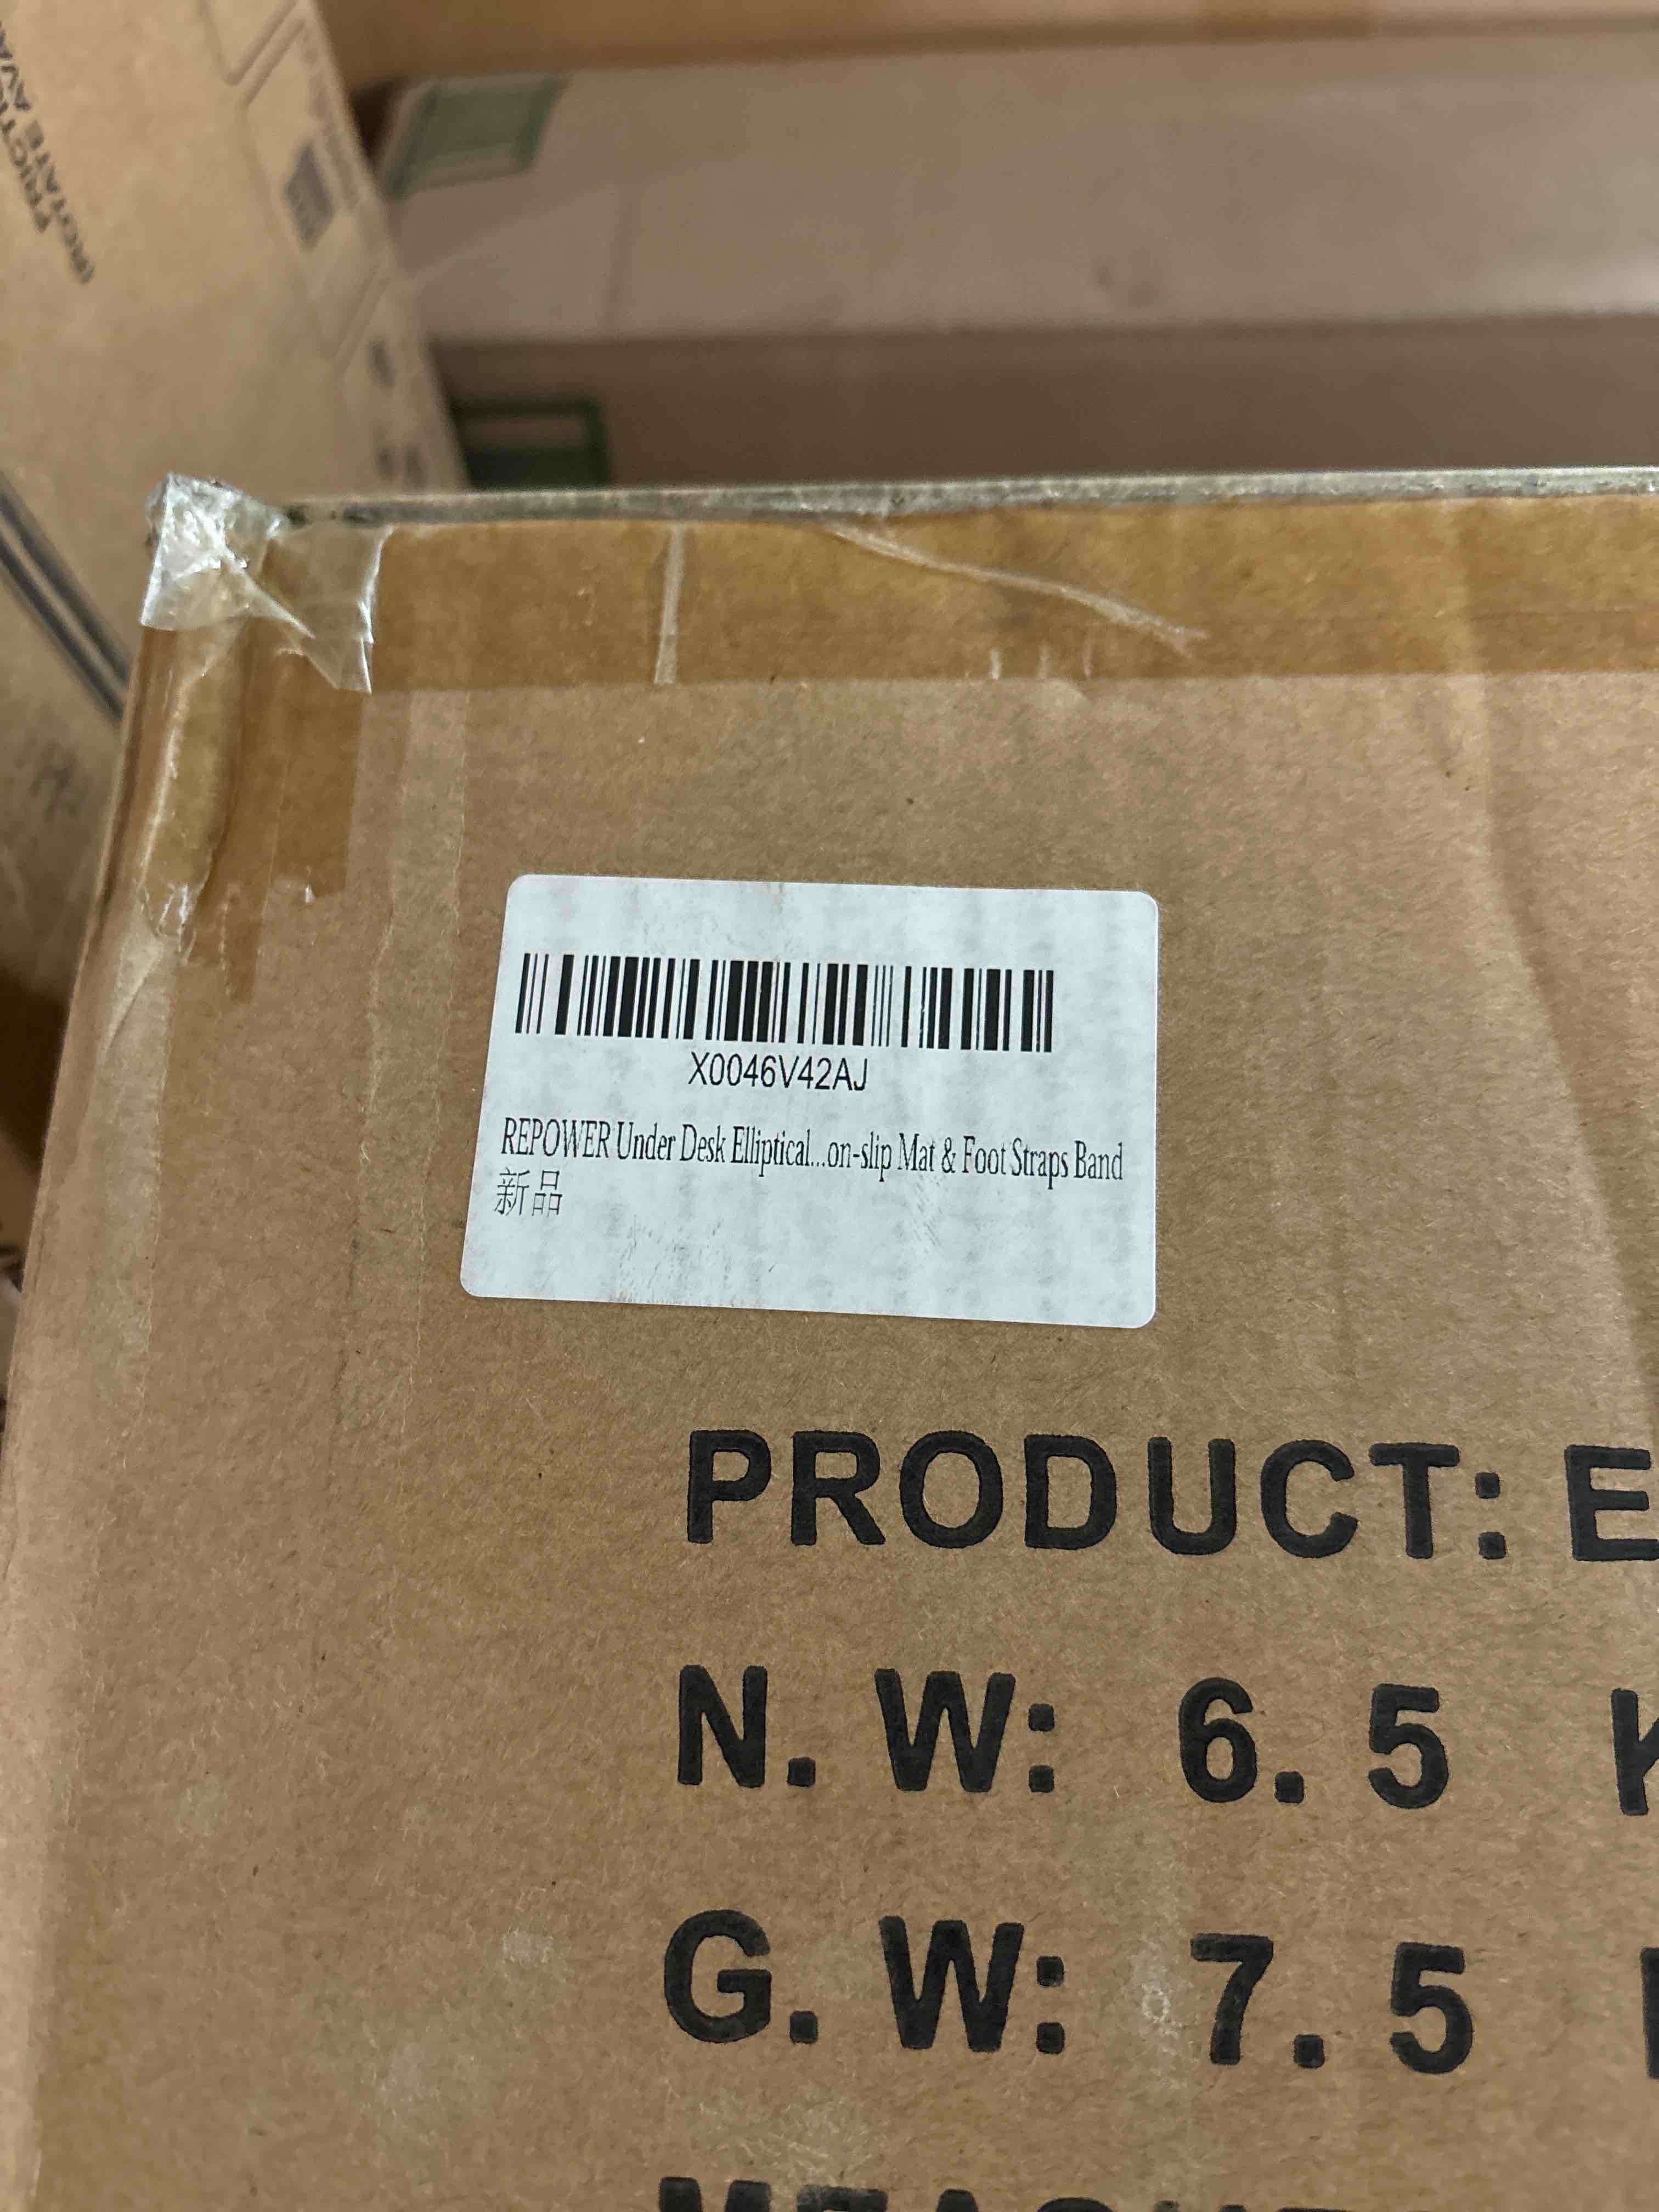 X0046V42AJ
REPOWER Under Desk Elliptical...on-slip Mat & Foot Straps Band
新品
PRODUCT: E
N. W: 6. 5 K
G. W: 7. 5